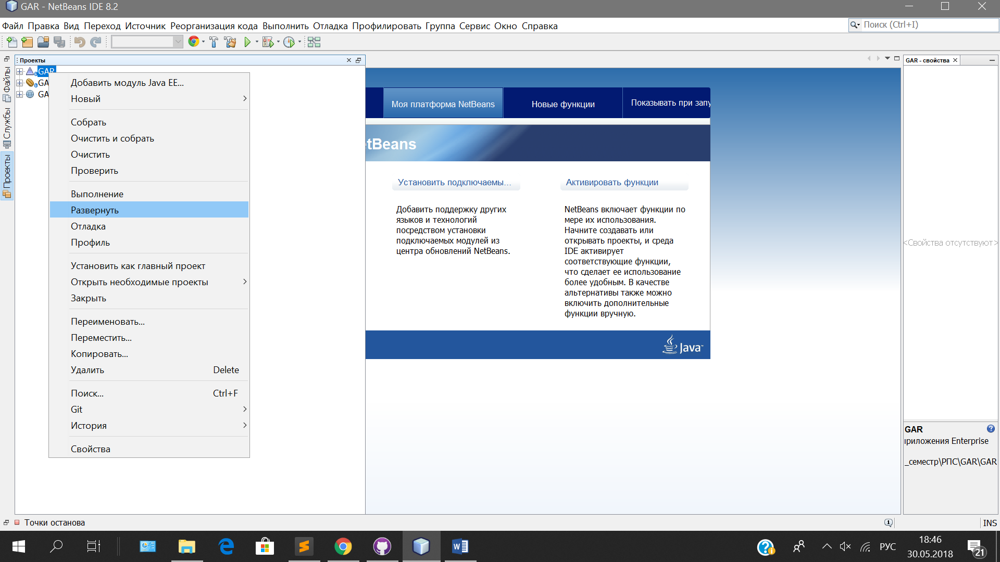 GAR - NetBeans IDE 8.2
Файл Правка Вид Переход Источник Реорганизация кода Выполнить Отладка Профилировать Группа Сервис Окно Справка
Поиск (Ctrl+I)
Файлы
Службы
Проекты
Проекты
GAR
GA
GA
Добавить модуль Java EE...
Новый
Собрать
Очистить и собрать
Очистить
Проверить
Выполнение
Развернуть
Отладка
Профиль
Установить как главный проект
Открыть необходимые проекты
Закрыть
Переименовать...
Переместить...
Копировать...
Удалить Delete
Поиск... Ctrl+F
Git
История
Свойства
Моя платформа NetBeans
Новые функции
Показывать при запу
etBeans
Установить подключаемы...
Добавить поддержку других
языков и технологий
посредством установки
подключаемых модулей из
центра обновлений NetBeans.
Активировать функции
NetBeans включает функции по
мере их использования.
Начните создавать или
открывать проекты, и среда
IDE активирует
соответствующие функции,
что сделает ее использование
более удобным. В качестве
альтернативы также можно
включить дополнительные
функции вручную.
Java™
GAR - свойства
<Свойства отсутствуют>
GAR
приложения Enterprise
_семестр\РПС\GAR\GAR
Точки останова
INS
РУС
18:46
30.05.2018
21